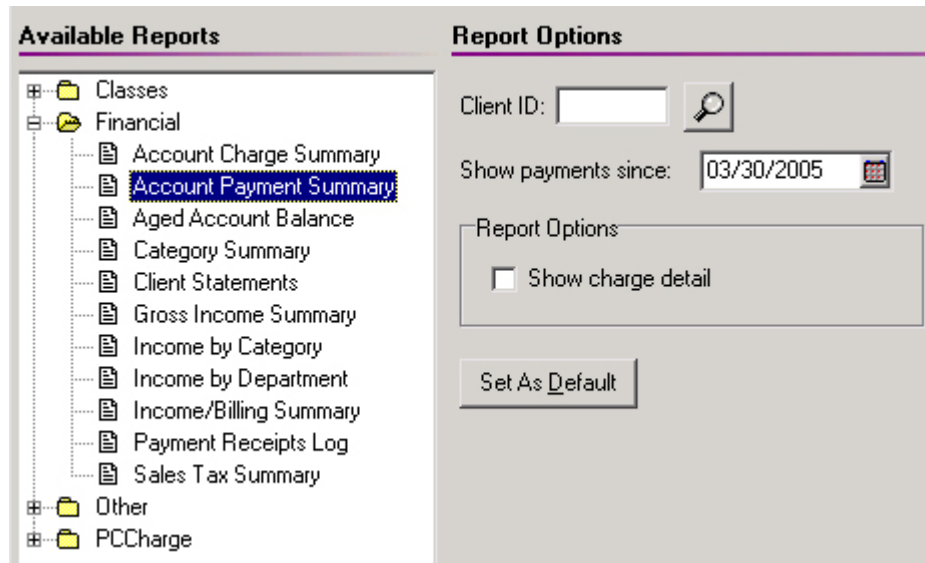 Available Reports
Classes
Financial
Account Charge Summary
Account Payment Summary
Aged Account Balance
Category Summary
Client Statements
Gross Income Summary
Income by Category
Income by Department
Income/Billing Summary
Payment Receipts Log
Sales Tax Summary
Other
PCCharge
Report Options
Client ID:
Show payments since: 03/30/2005
Report Options
Show charge detail
Set As Default